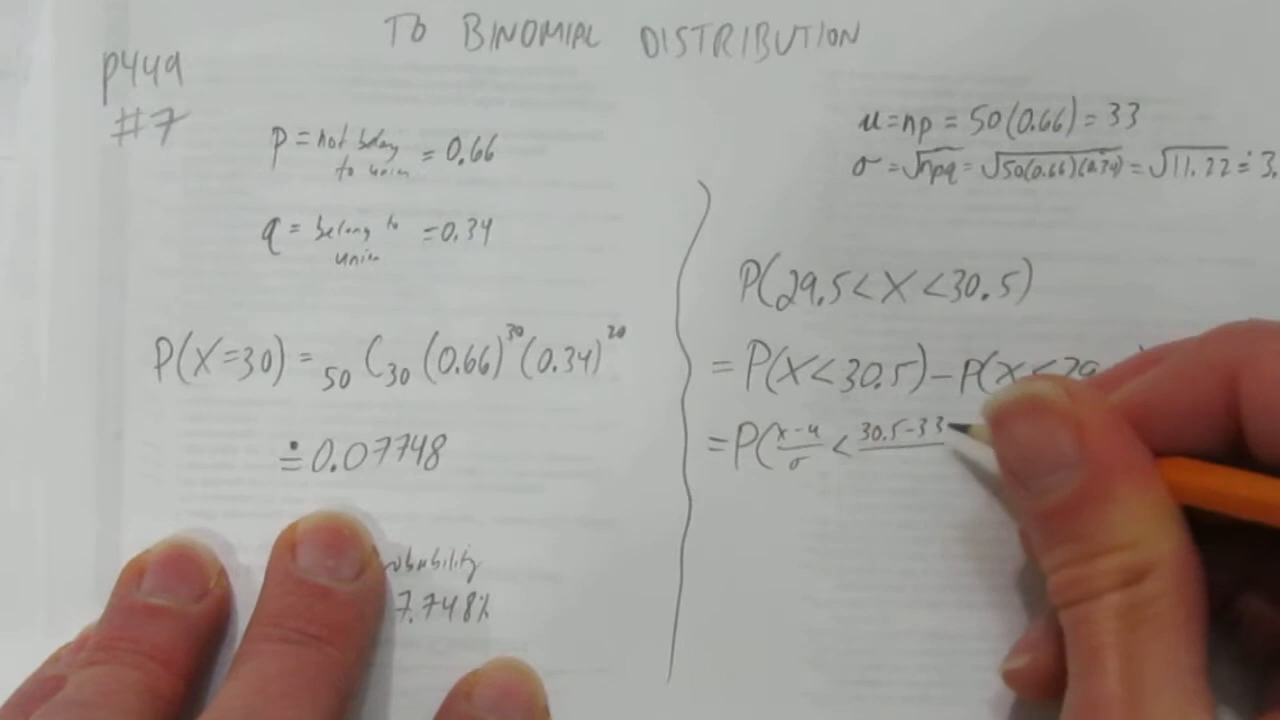 TO BINOMIAL DISTRIBUTION
p449
#7
p = not belong to union = 0.66
q = belong to union = 0.34
P(X=30) = ₅₀C₃₀ (0.66)³⁰(0.34)²⁰
≐ 0.07748
7.748%
u = np = 50(0.66) = 33
σ = √npq = √50(0.66)(0.34) = √11.22 ≐ 3.
P(29.5 < X < 30.5)
= P(X < 30.5) − P(X < 29
= P(x−u/σ < 30.5−33